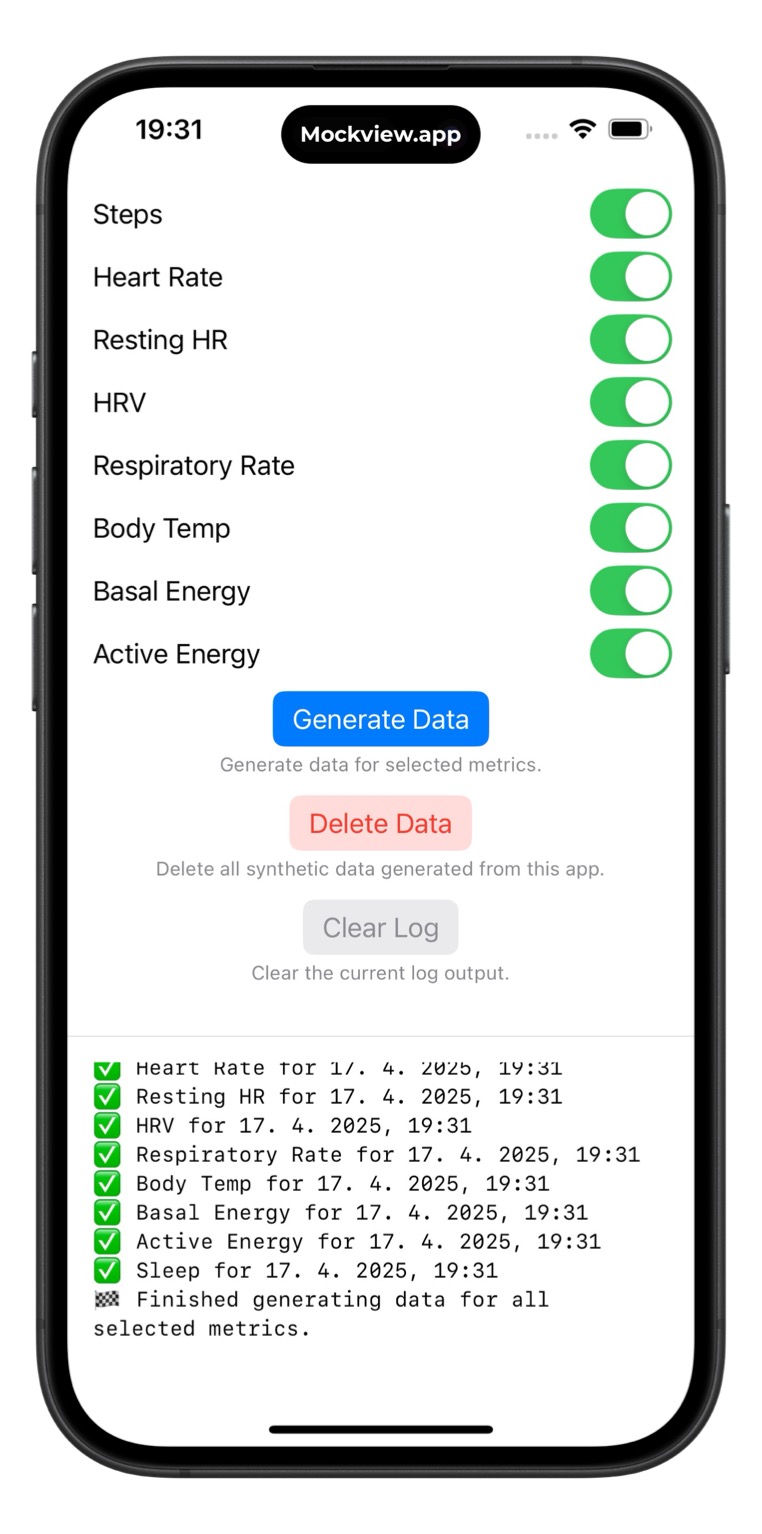 19:31
Mockview.app
Steps
Heart Rate
Resting HR
HRV
Respiratory Rate
Body Temp
Basal Energy
Active Energy
Generate Data
Generate data for selected metrics.
Delete Data
Delete all synthetic data generated from this app.
Clear Log
Clear the current log output.
✅ Heart Rate for 17. 4. 2025, 19:31
✅ Resting HR for 17. 4. 2025, 19:31
✅ HRV for 17. 4. 2025, 19:31
✅ Respiratory Rate for 17. 4. 2025, 19:31
✅ Body Temp for 17. 4. 2025, 19:31
✅ Basal Energy for 17. 4. 2025, 19:31
✅ Active Energy for 17. 4. 2025, 19:31
✅ Sleep for 17. 4. 2025, 19:31
🏁 Finished generating data for all
selected metrics.